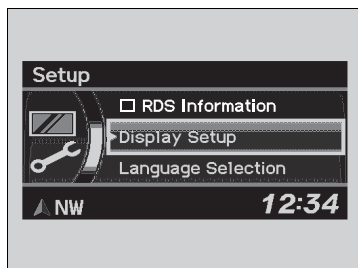 Setup
RDS Information
Display Setup
Language Selection
NW
12:34